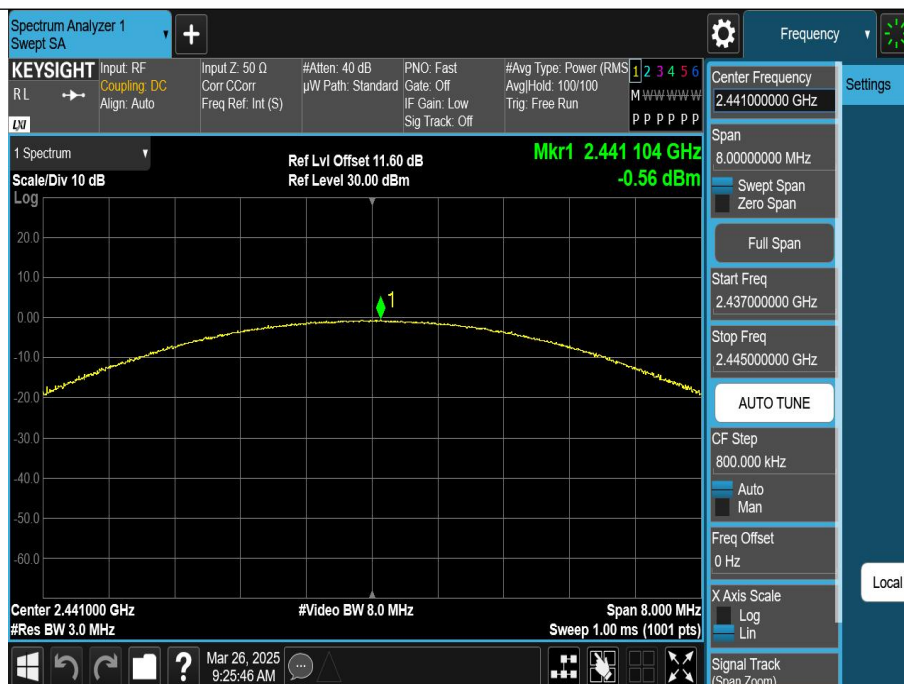 Spectrum Analyzer 1
Swept SA
Frequency
KEYSIGHT
RL
LXI
Input: RF
Coupling: DC
Align: Auto
Input Z: 50 Ω
Corr CCorr
Freq Ref: Int (S)
#Atten: 40 dB
µW Path: Standard
PNO: Fast
Gate: Off
IF Gain: Low
Sig Track: Off
#Avg Type: Power (RMS
Avg|Hold: 100/100
Trig: Free Run
1 2 3 4 5 6
M W W W W W
P P P P P P
Settings
1 Spectrum
Scale/Div 10 dB
Ref Lvl Offset 11.60 dB
Ref Level 30.00 dBm
Mkr1 2.441 104 GHz
-0.56 dBm
Log
20.0
10.0
0.00
-10.0
-20.0
-30.0
-40.0
-50.0
-60.0
1
Center 2.441000 GHz
#Res BW 3.0 MHz
#Video BW 8.0 MHz
Span 8.000 MHz
Sweep 1.00 ms (1001 pts)
Center Frequency
2.441000000 GHz
Span
8.00000000 MHz
Swept Span
Zero Span
Full Span
Start Freq
2.437000000 GHz
Stop Freq
2.445000000 GHz
AUTO TUNE
CF Step
800.000 kHz
Auto
Man
Freq Offset
0 Hz
X Axis Scale
Log
Lin
Signal Track
(Span Zoom)
Local
?
Mar 26, 2025
9:25:46 AM